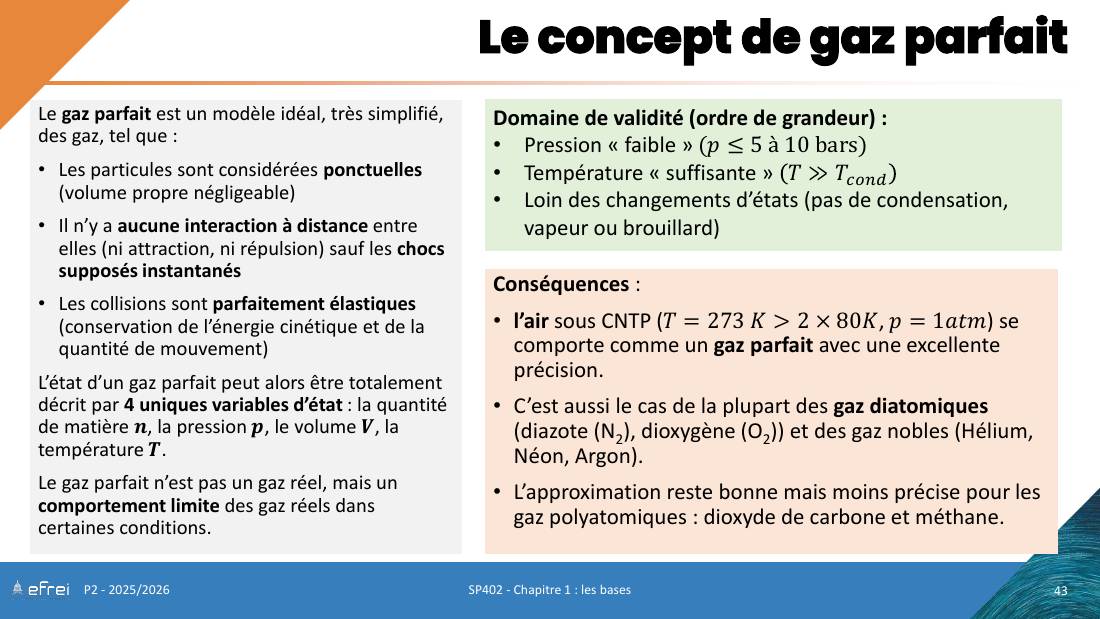 Le concept de gaz parfait
Le gaz parfait est un modèle idéal, très simplifié,
des gaz, tel que :
• Les particules sont considérées ponctuelles
(volume propre négligeable)
• Il n’y a aucune interaction à distance entre
elles (ni attraction, ni répulsion) sauf les chocs
supposés instantanés
• Les collisions sont parfaitement élastiques
(conservation de l’énergie cinétique et de la
quantité de mouvement)
L’état d’un gaz parfait peut alors être totalement
décrit par 4 uniques variables d’état : la quantité
de matière n, la pression p, le volume V, la
température T.
Le gaz parfait n’est pas un gaz réel, mais un
comportement limite des gaz réels dans
certaines conditions.
Domaine de validité (ordre de grandeur) :
• Pression « faible » (p ≤ 5 à 10 bars)
• Température « suffisante » (T ≫ T_cond)
• Loin des changements d’états (pas de condensation,
vapeur ou brouillard)
Conséquences :
• l’air sous CNTP (T = 273 K > 2 × 80K, p = 1atm) se
comporte comme un gaz parfait avec une excellente
précision.
• C’est aussi le cas de la plupart des gaz diatomiques
(diazote (N₂), dioxygène (O₂)) et des gaz nobles (Hélium,
Néon, Argon).
• L’approximation reste bonne mais moins précise pour les
gaz polyatomiques : dioxyde de carbone et méthane.
efrei P2 - 2025/2026
SP402 - Chapitre 1 : les bases
43